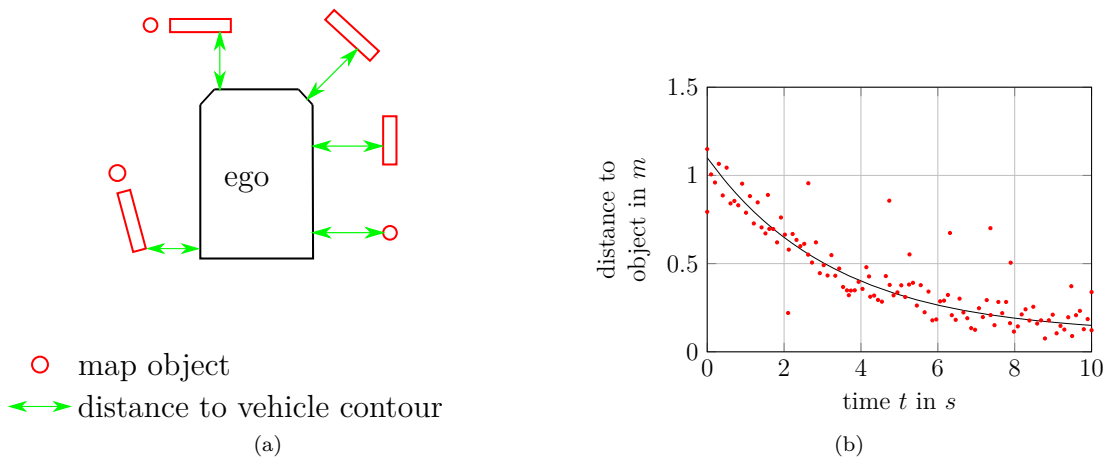 ego
map object
distance to vehicle contour
(a)
distance to
object in m
1.5
1
0.5
0
0 2 4 6 8 10
time t in s
(b)